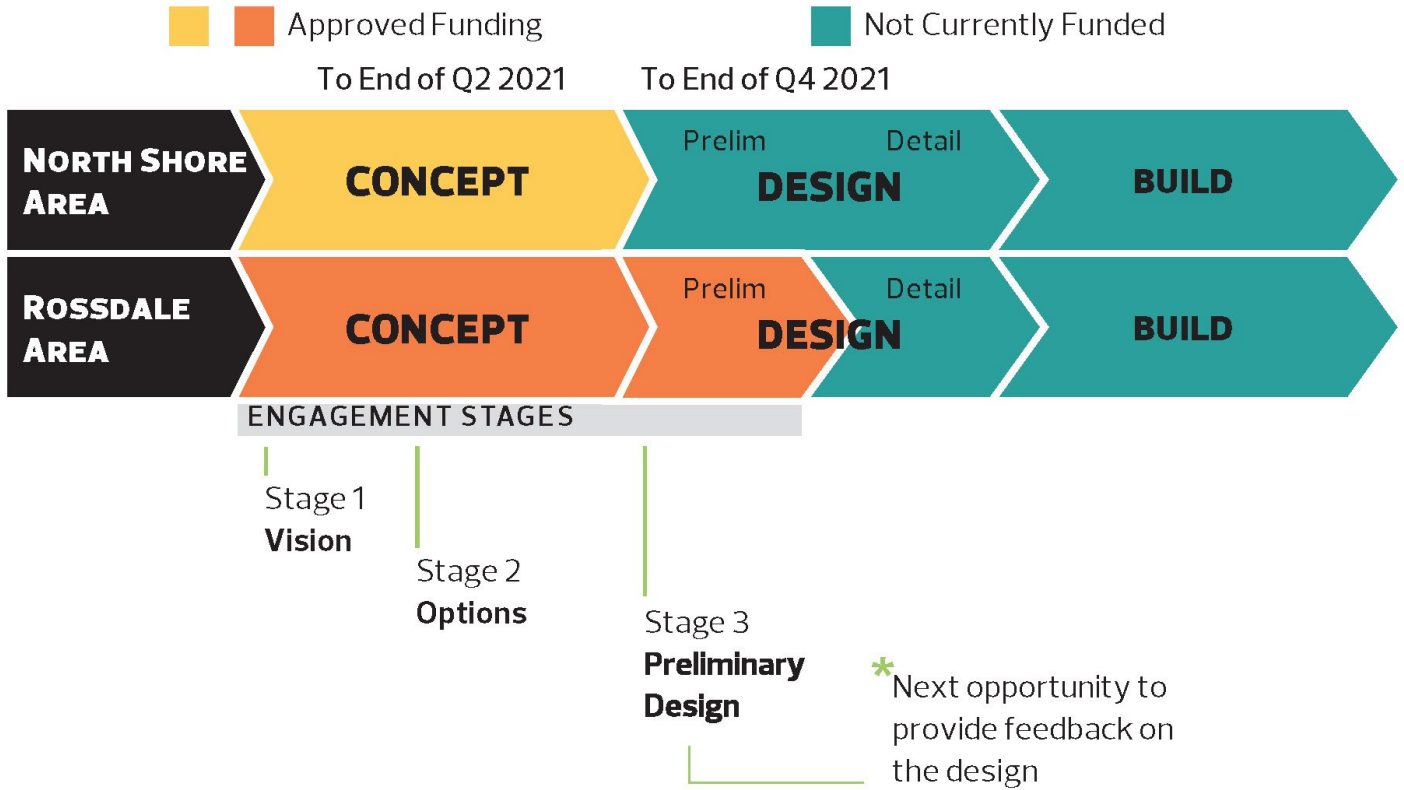 Approved Funding
Not Currently Funded
To End of Q2 2021
To End of Q4 2021
NORTH SHORE
AREA
CONCEPT
Prelim
Detail
DESIGN
BUILD
ROSSDALE
AREA
CONCEPT
Prelim
Detail
DESIGN
BUILD
ENGAGEMENT STAGES
Stage 1
Vision
Stage 2
Options
Stage 3
Preliminary
Design
*Next opportunity to
provide feedback on
the design